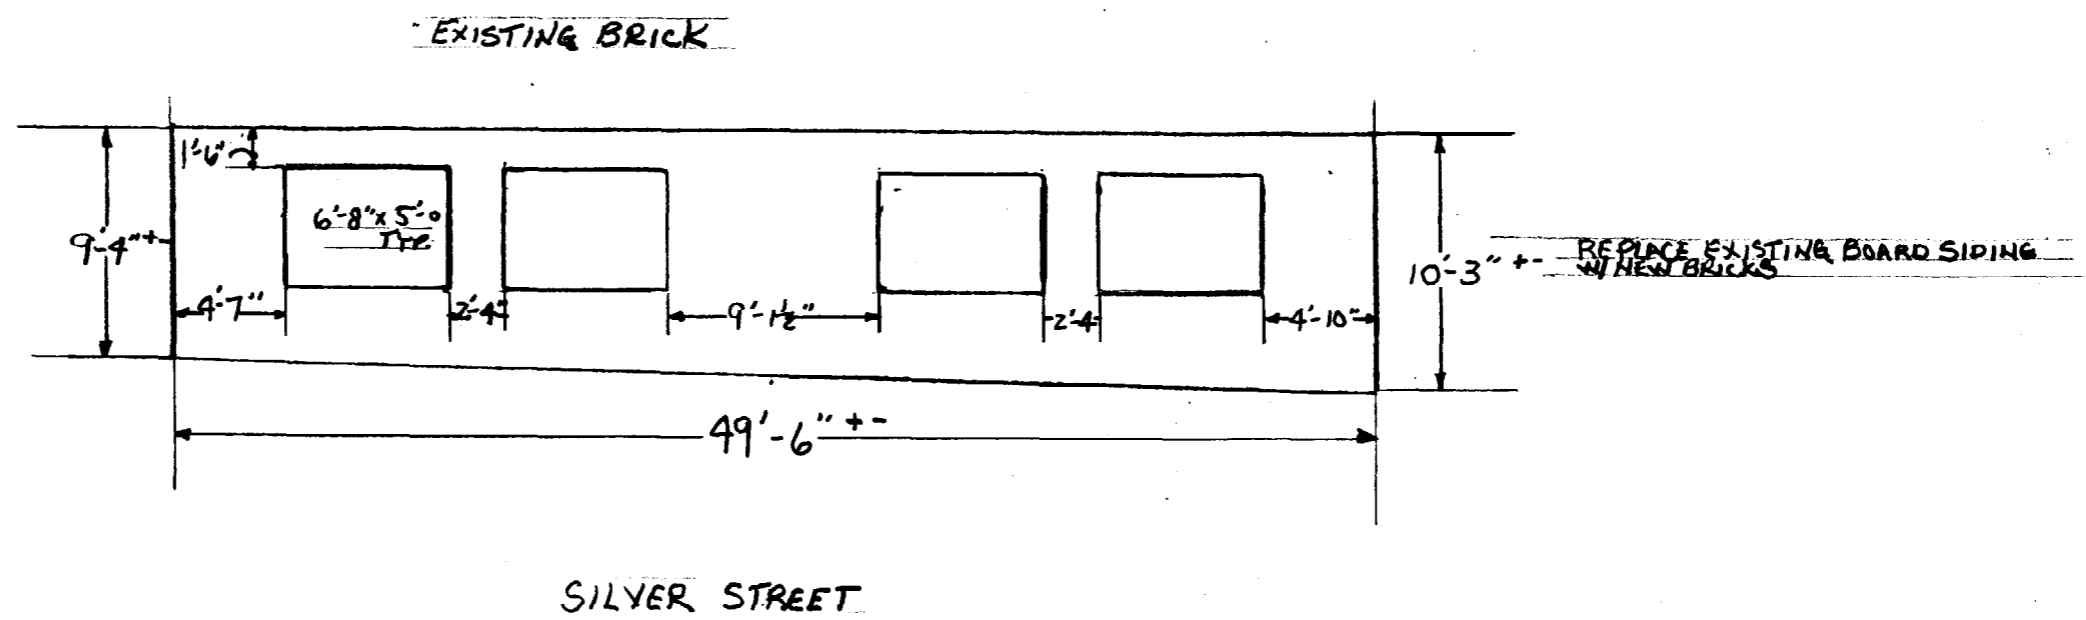 EXISTING BRICK
1'-6"
6'-8" x 5'-0
TYP.
9'-4" +-
4'-7"
2'-4"
9'-1½"
2'-4
4'-10"
10'-3" +-
REPLACE EXISTING BOARD SIDING
W/ NEW BRICKS
49'-6" +-
SILVER STREET